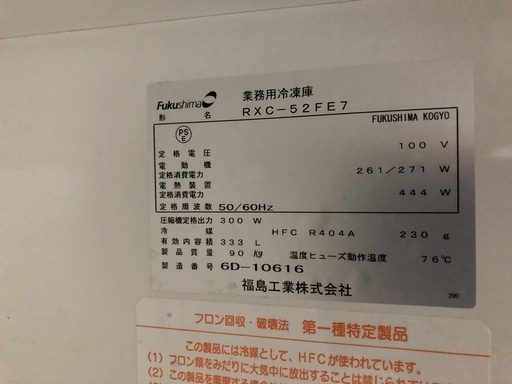 Fukushima 業務用冷凍庫
形 名 RXC-52FE7
FUKUSHIMA KOGYO
PS
E
定格電圧 100 V
電動機
定格消費電力 261/271 W
電熱装置
定格消費電力 444 W
定格周波数 50/60Hz
圧縮機定格出力 300 W
冷媒 HFC R404A 230 g
有効内容積 333 L
製品質量 90 Kg 温度ヒューズ動作温度 76℃
製造番号 6D-10616
福島工業株式会社
200
フロン回収・破壊法 第一種特定製品
この製品には冷媒として、HFCが使われています。
(1) フロン類をみだりに大気中に放出することは禁じられてい
(2) この製品を廃棄する場合に